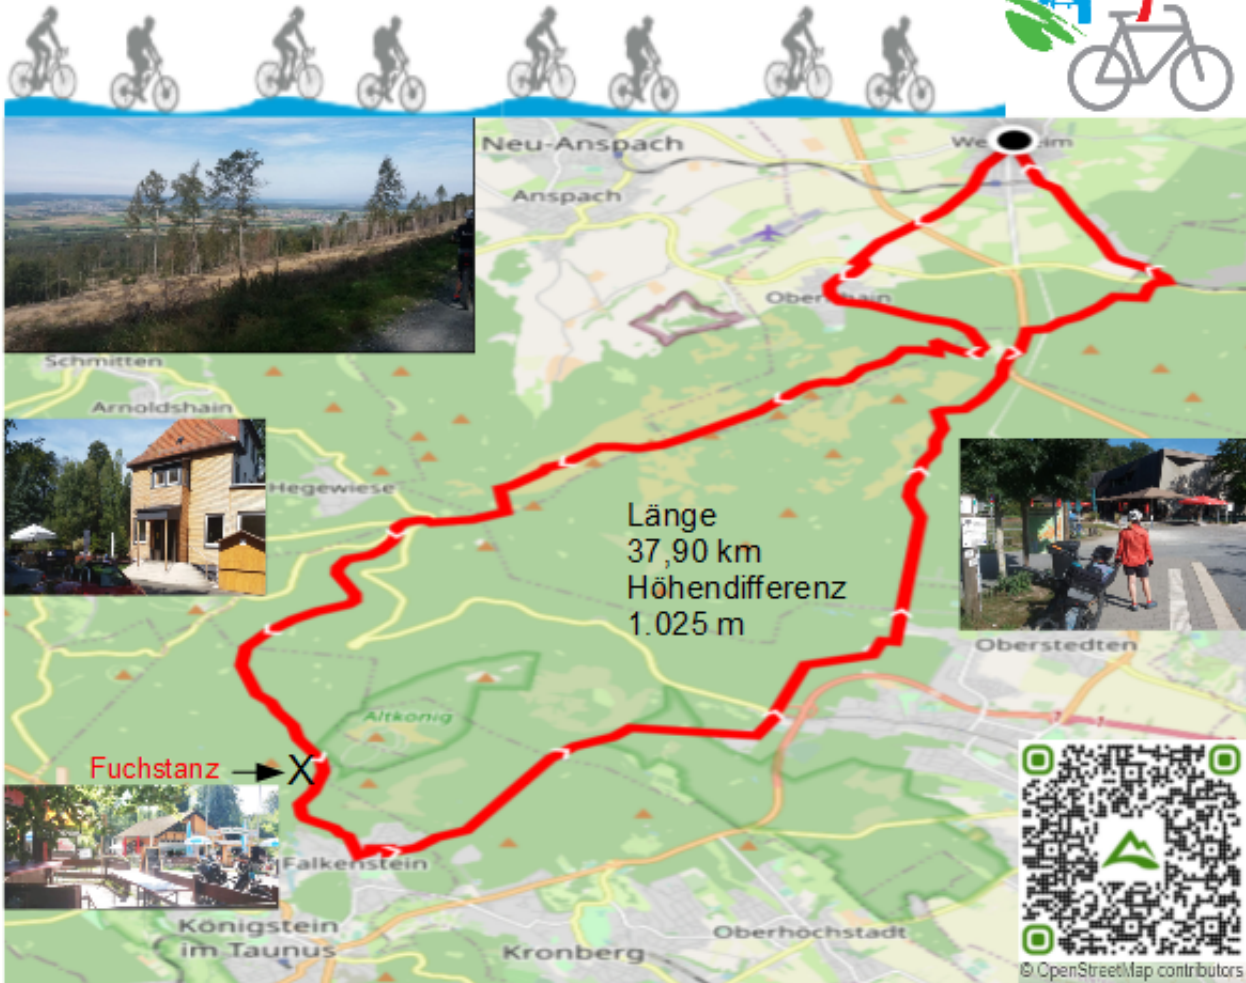 Neu-Anspach
Anspach
Schmitten
Arnoldshain
Hegewiese
Länge
37,90 km
Höhendifferenz
1.025 m
Oberstedten
Altkönig
Fuchstanz
Falkenstein
Königstein
im Taunus
Kronberg
Oberhöchstadt
© OpenStreetMap contributors